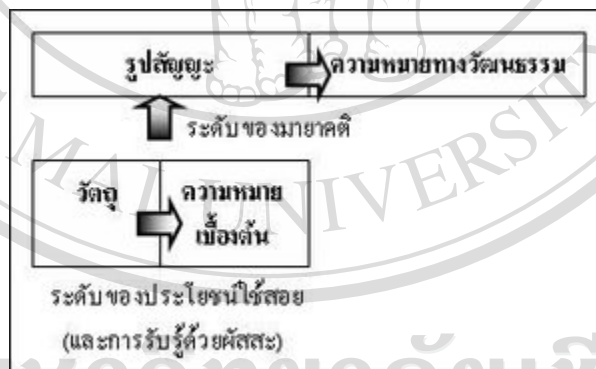 รูปสัญญะ ความหมายทางวัฒนธรรม
ระดับของมายาคติ
วัตถุ ความหมาย
เบื้องต้น
ระดับของประโยชน์ใช้สอย
(และการรับรู้ด้วยผัสสะ)